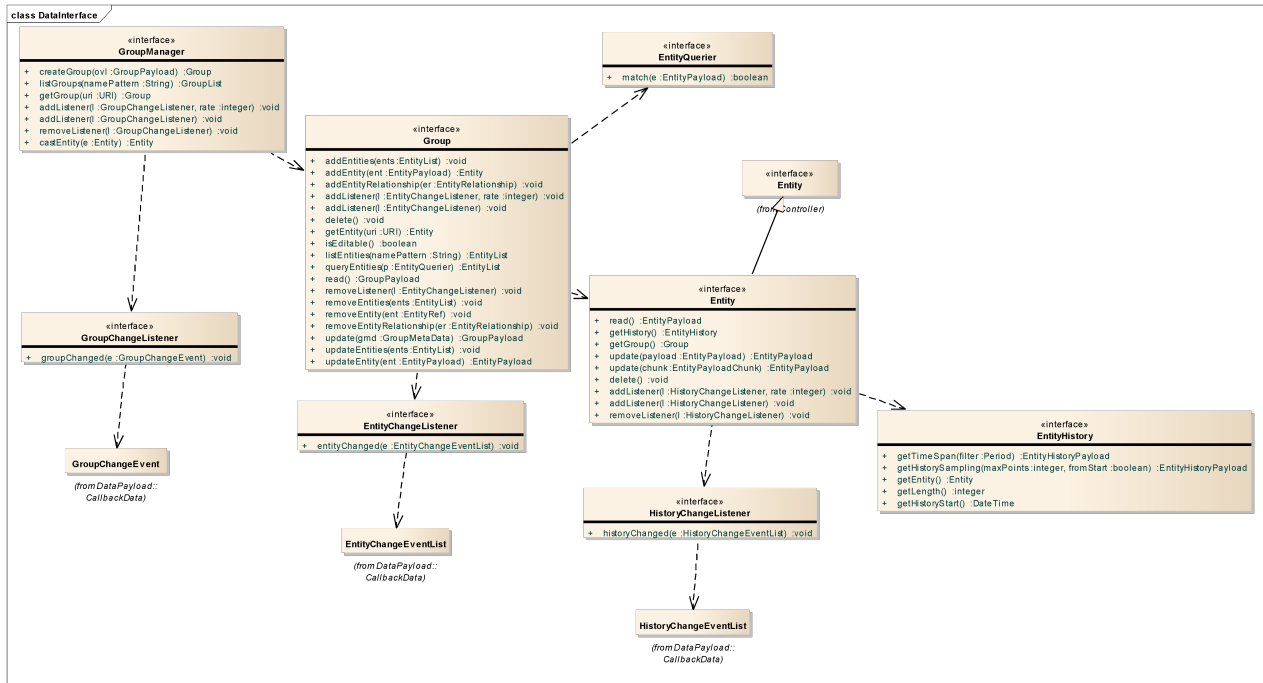 class DataInterface
«interface»
GroupManager
+ createGroup(ovl :GroupPayload) :Group
+ listGroups(namePattern :String) :GroupList
+ getGroup(uri :URI) :Group
+ addListener(l :GroupChangeListener, rate :integer) :void
+ addListener(l :GroupChangeListener) :void
+ removeListener(l :GroupChangeListener) :void
+ castEntity(e :Entity) :Entity
«interface»
EntityQuerier
+ match(e :EntityPayload) :boolean
«interface»
Group
+ addEntities(ents :EntityList) :void
+ addEntity(ent :EntityPayload) :Entity
+ addEntityRelationship(er :EntityRelationship) :void
+ addListener(l :EntityChangeListener, rate :integer) :void
+ addListener(l :EntityChangeListener) :void
+ delete() :void
+ getEntity(uri :URI) :Entity
+ isEditable() :boolean
+ listEntities(namePattern :String) :EntityList
+ queryEntities(p :EntityQuerier) :EntityList
+ read() :GroupPayload
+ removeListener(l :EntityChangeListener) :void
+ removeEntities(ents :EntityList) :void
+ removeEntity(ent :EntityRef) :void
+ removeEntityRelationship(er :EntityRelationship) :void
+ update(gmd :GroupMetaData) :GroupPayload
+ updateEntities(ents :EntityList) :void
+ updateEntity(ent :EntityPayload) :EntityPayload
«interface»
Entity
(from Controller)
«interface»
Entity
+ read() :EntityPayload
+ getHistory() :EntityHistory
+ getGroup() :Group
+ update(payload :EntityPayload) :EntityPayload
+ update(chunk :EntityPayloadChunk) :EntityPayload
+ delete() :void
+ addListener(l :HistoryChangeListener, rate :integer) :void
+ addListener(l :HistoryChangeListener) :void
+ removeListener(l :HistoryChangeListener) :void
«interface»
GroupChangeListener
+ groupChanged(e :GroupChangeEvent) :void
«interface»
EntityChangeListener
+ entityChanged(e :EntityChangeEventList) :void
«interface»
EntityHistory
+ getTimeSpan(filter :Period) :EntityHistoryPayload
+ getHistorySampling(maxPoints :integer, fromStart :boolean) :EntityHistoryPayload
+ getEntity() :Entity
+ getLength() :integer
+ getHistoryStart() :DateTime
GroupChangeEvent
(from DataPayload::
CallbackData)
«interface»
HistoryChangeListener
+ historyChanged(e :HistoryChangeEventList) :void
EntityChangeEventList
(from DataPayload::
CallbackData)
HistoryChangeEventList
(from DataPayload::
CallbackData)